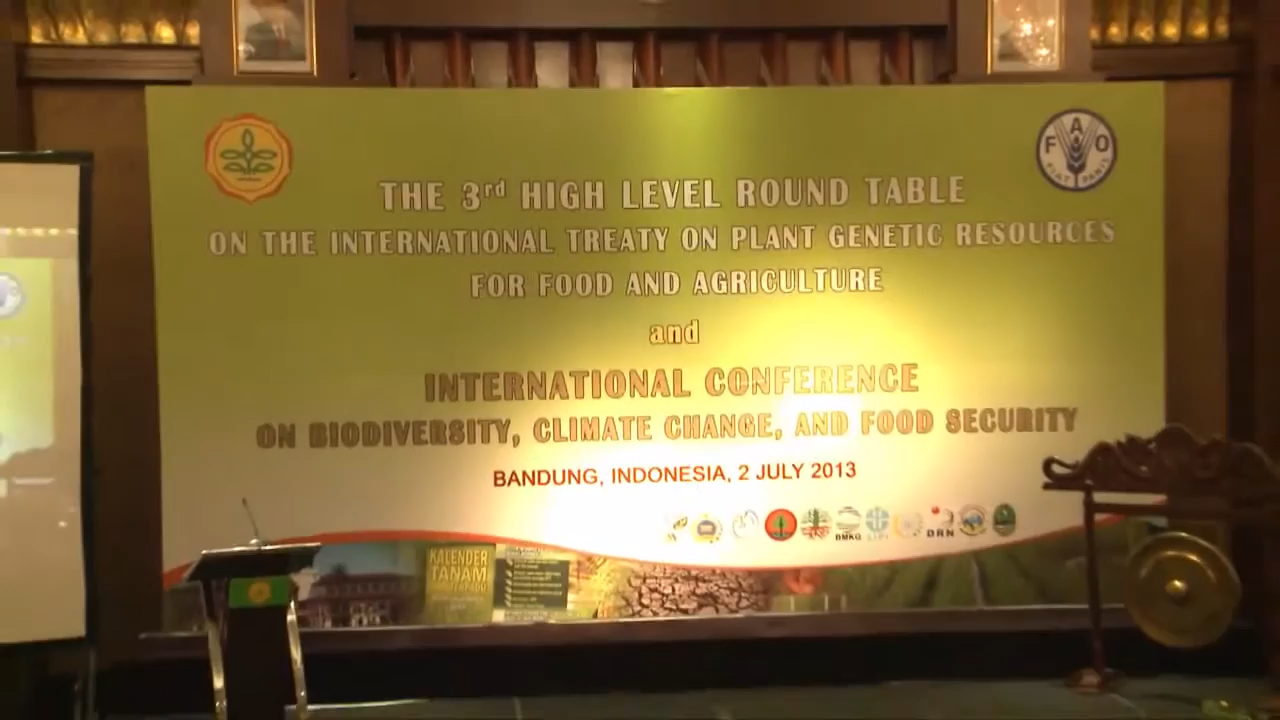 THE 3rd HIGH LEVEL ROUND TABLE
ON THE INTERNATIONAL TREATY ON PLANT GENETIC RESOURCES
FOR FOOD AND AGRICULTURE
and
INTERNATIONAL CONFERENCE
ON BIODIVERSITY, CLIMATE CHANGE, AND FOOD SECURITY
BANDUNG, INDONESIA, 2 JULY 2013
FAO
FIAT PANIS
BMKG
DRN
KALENDER
TANAM